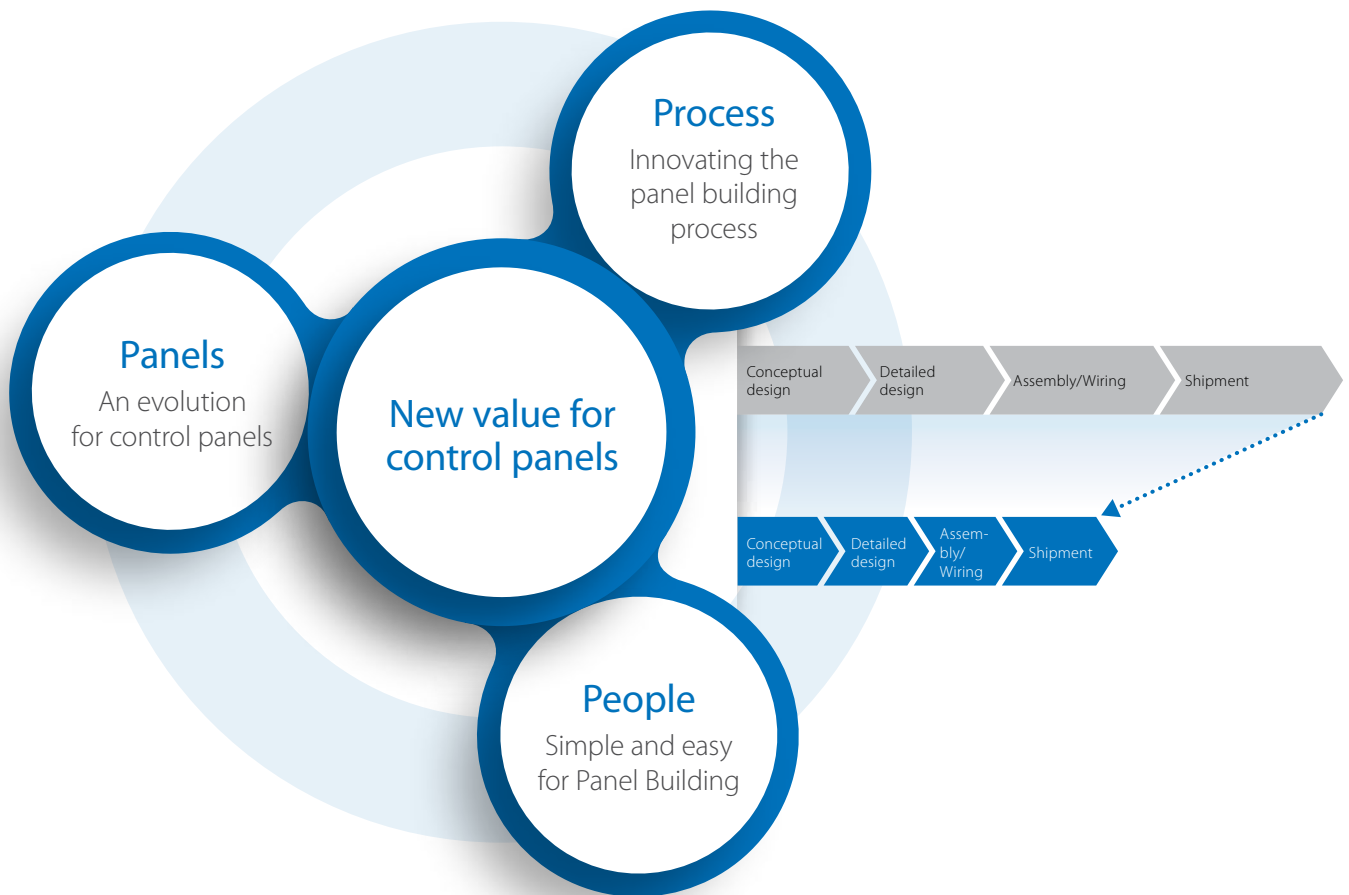 Process
Innovating the
panel building
process
Panels
An evolution
for control panels
New value for
control panels
Conceptual
design
Detailed
design
Assembly/Wiring
Shipment
Conceptual
design
Detailed
design
Assem-
bly/
Wiring
Shipment
People
Simple and easy
for Panel Building